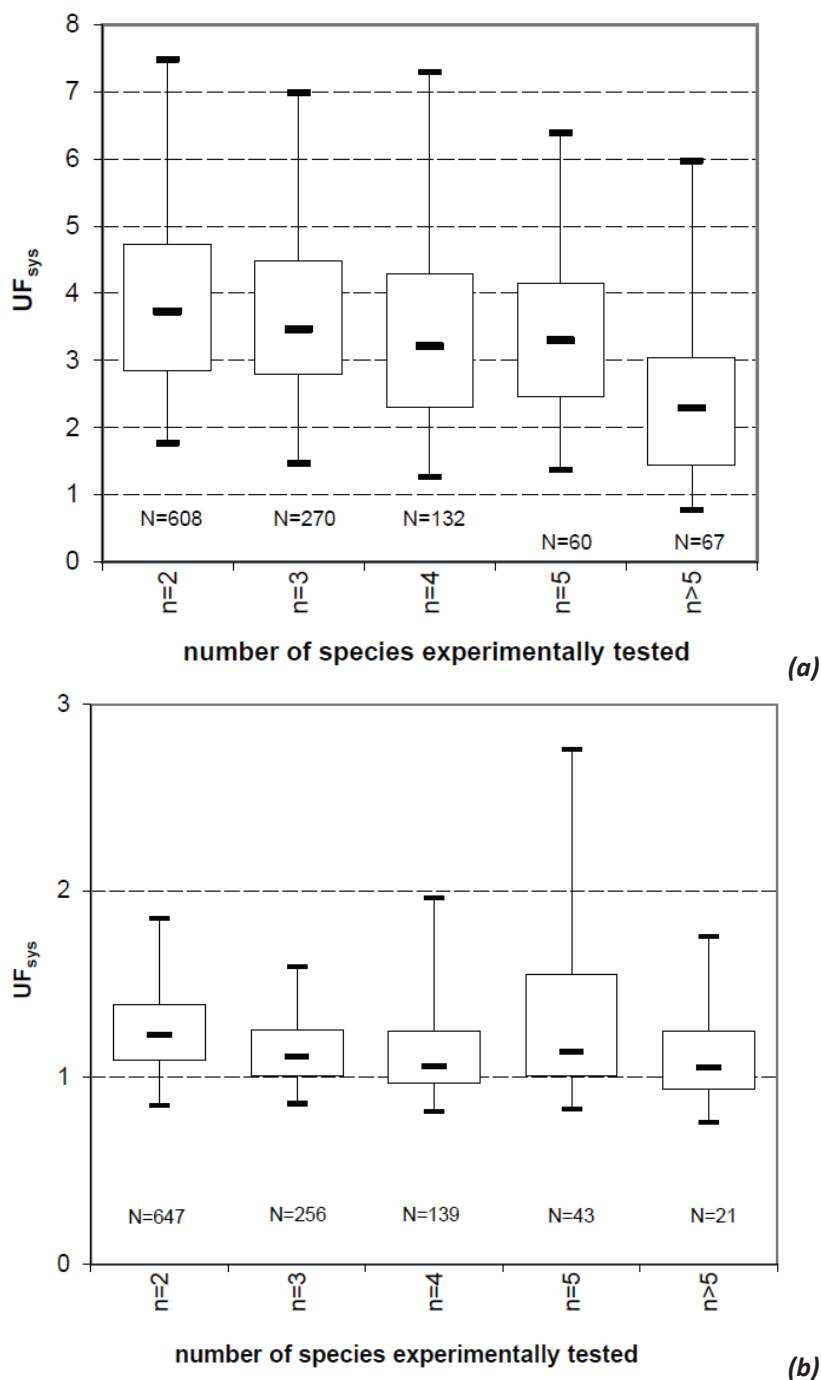 8
7
6
5
4
3
2
1
0
UFsys
N=608 N=270 N=132 N=60 N=67
n=2 n=3 n=4 n=5 n>5
number of species experimentally tested
(a)
3
2
1
0
UFsys
N=647 N=256 N=139 N=43 N=21
n=2 n=3 n=4 n=5 n>5
number of species experimentally tested
(b)